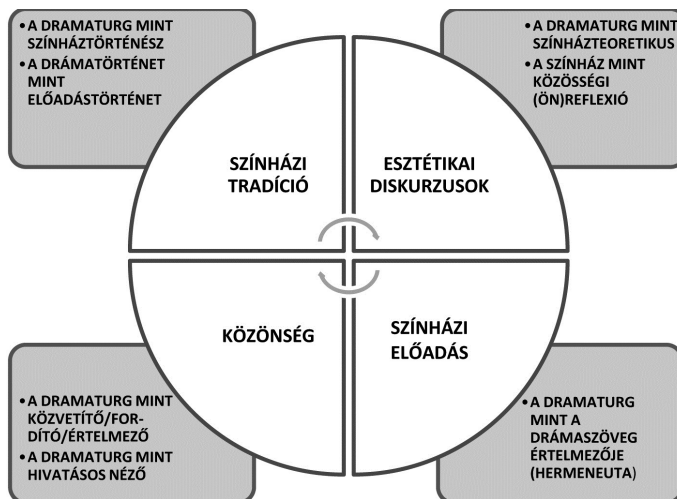 • A DRAMATURG MINT
SZÍNHÁZTÖRTÉNÉSZ
• A DRÁMATÖRTÉNET
MINT
ELŐADÁSTÖRTÉNET
• A DRAMATURG MINT
SZÍNHÁZTEORETIKUS
• A SZÍNHÁZ MINT
KÖZÖSSÉGI
(ÖN)REFLEXIÓ
SZÍNHÁZI
TRADÍCIÓ
ESZTÉTIKAI
DISKURZUSOK
KÖZÖNSÉG
SZÍNHÁZI
ELŐADÁS
• A DRAMATURG MINT
KÖZVETÍTŐ/FOR-
DÍTÓ/ÉRTELMEZŐ
• A DRAMATURG MINT
HIVATÁSOS NÉZŐ
• A DRAMATURG
MINT A
DRÁMASZÖVEG
ÉRTELMEZŐJE
(HERMENEUTA)